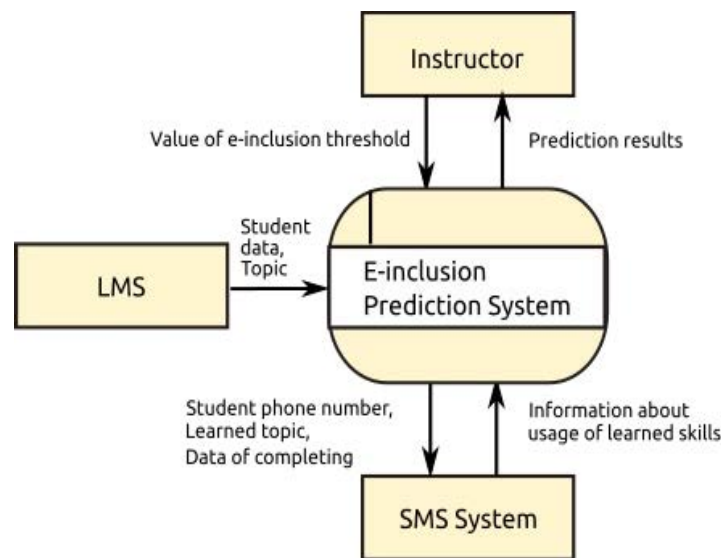 Instructor
Value of e-inclusion threshold
Prediction results
Student
data,
Topic
LMS
E-inclusion
Prediction System
Student phone number,
Learned topic,
Data of completing
Information about
usage of learned skills
SMS System